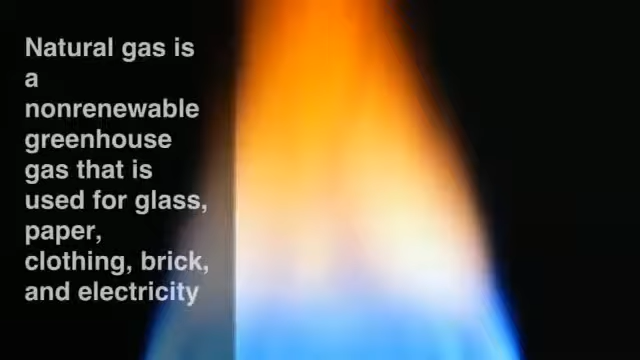 Natural gas is
a
nonrenewable
greenhouse
gas that is
used for glass,
paper,
clothing, brick,
and electricity